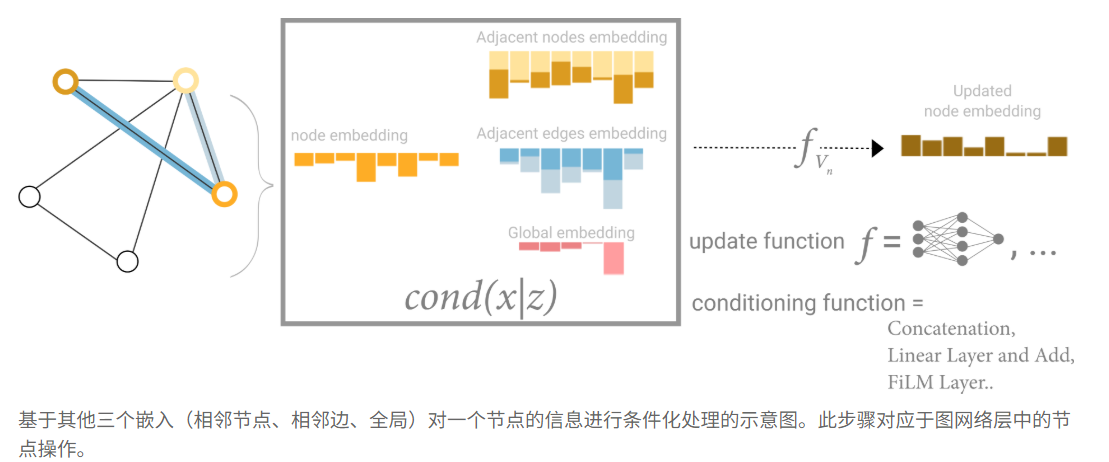 Adjacent nodes embedding
node embedding
Adjacent edges embedding
Global embedding
cond(x|z)
f Vn
Updated
node embedding
update function f = , ...
conditioning function =
Concatenation,
Linear Layer and Add,
FiLM Layer..
基于其他三个嵌入（相邻节点、相邻边、全局）对一个节点的信息进行条件化处理的示意图。此步骤对应于图网络层中的节
点操作。